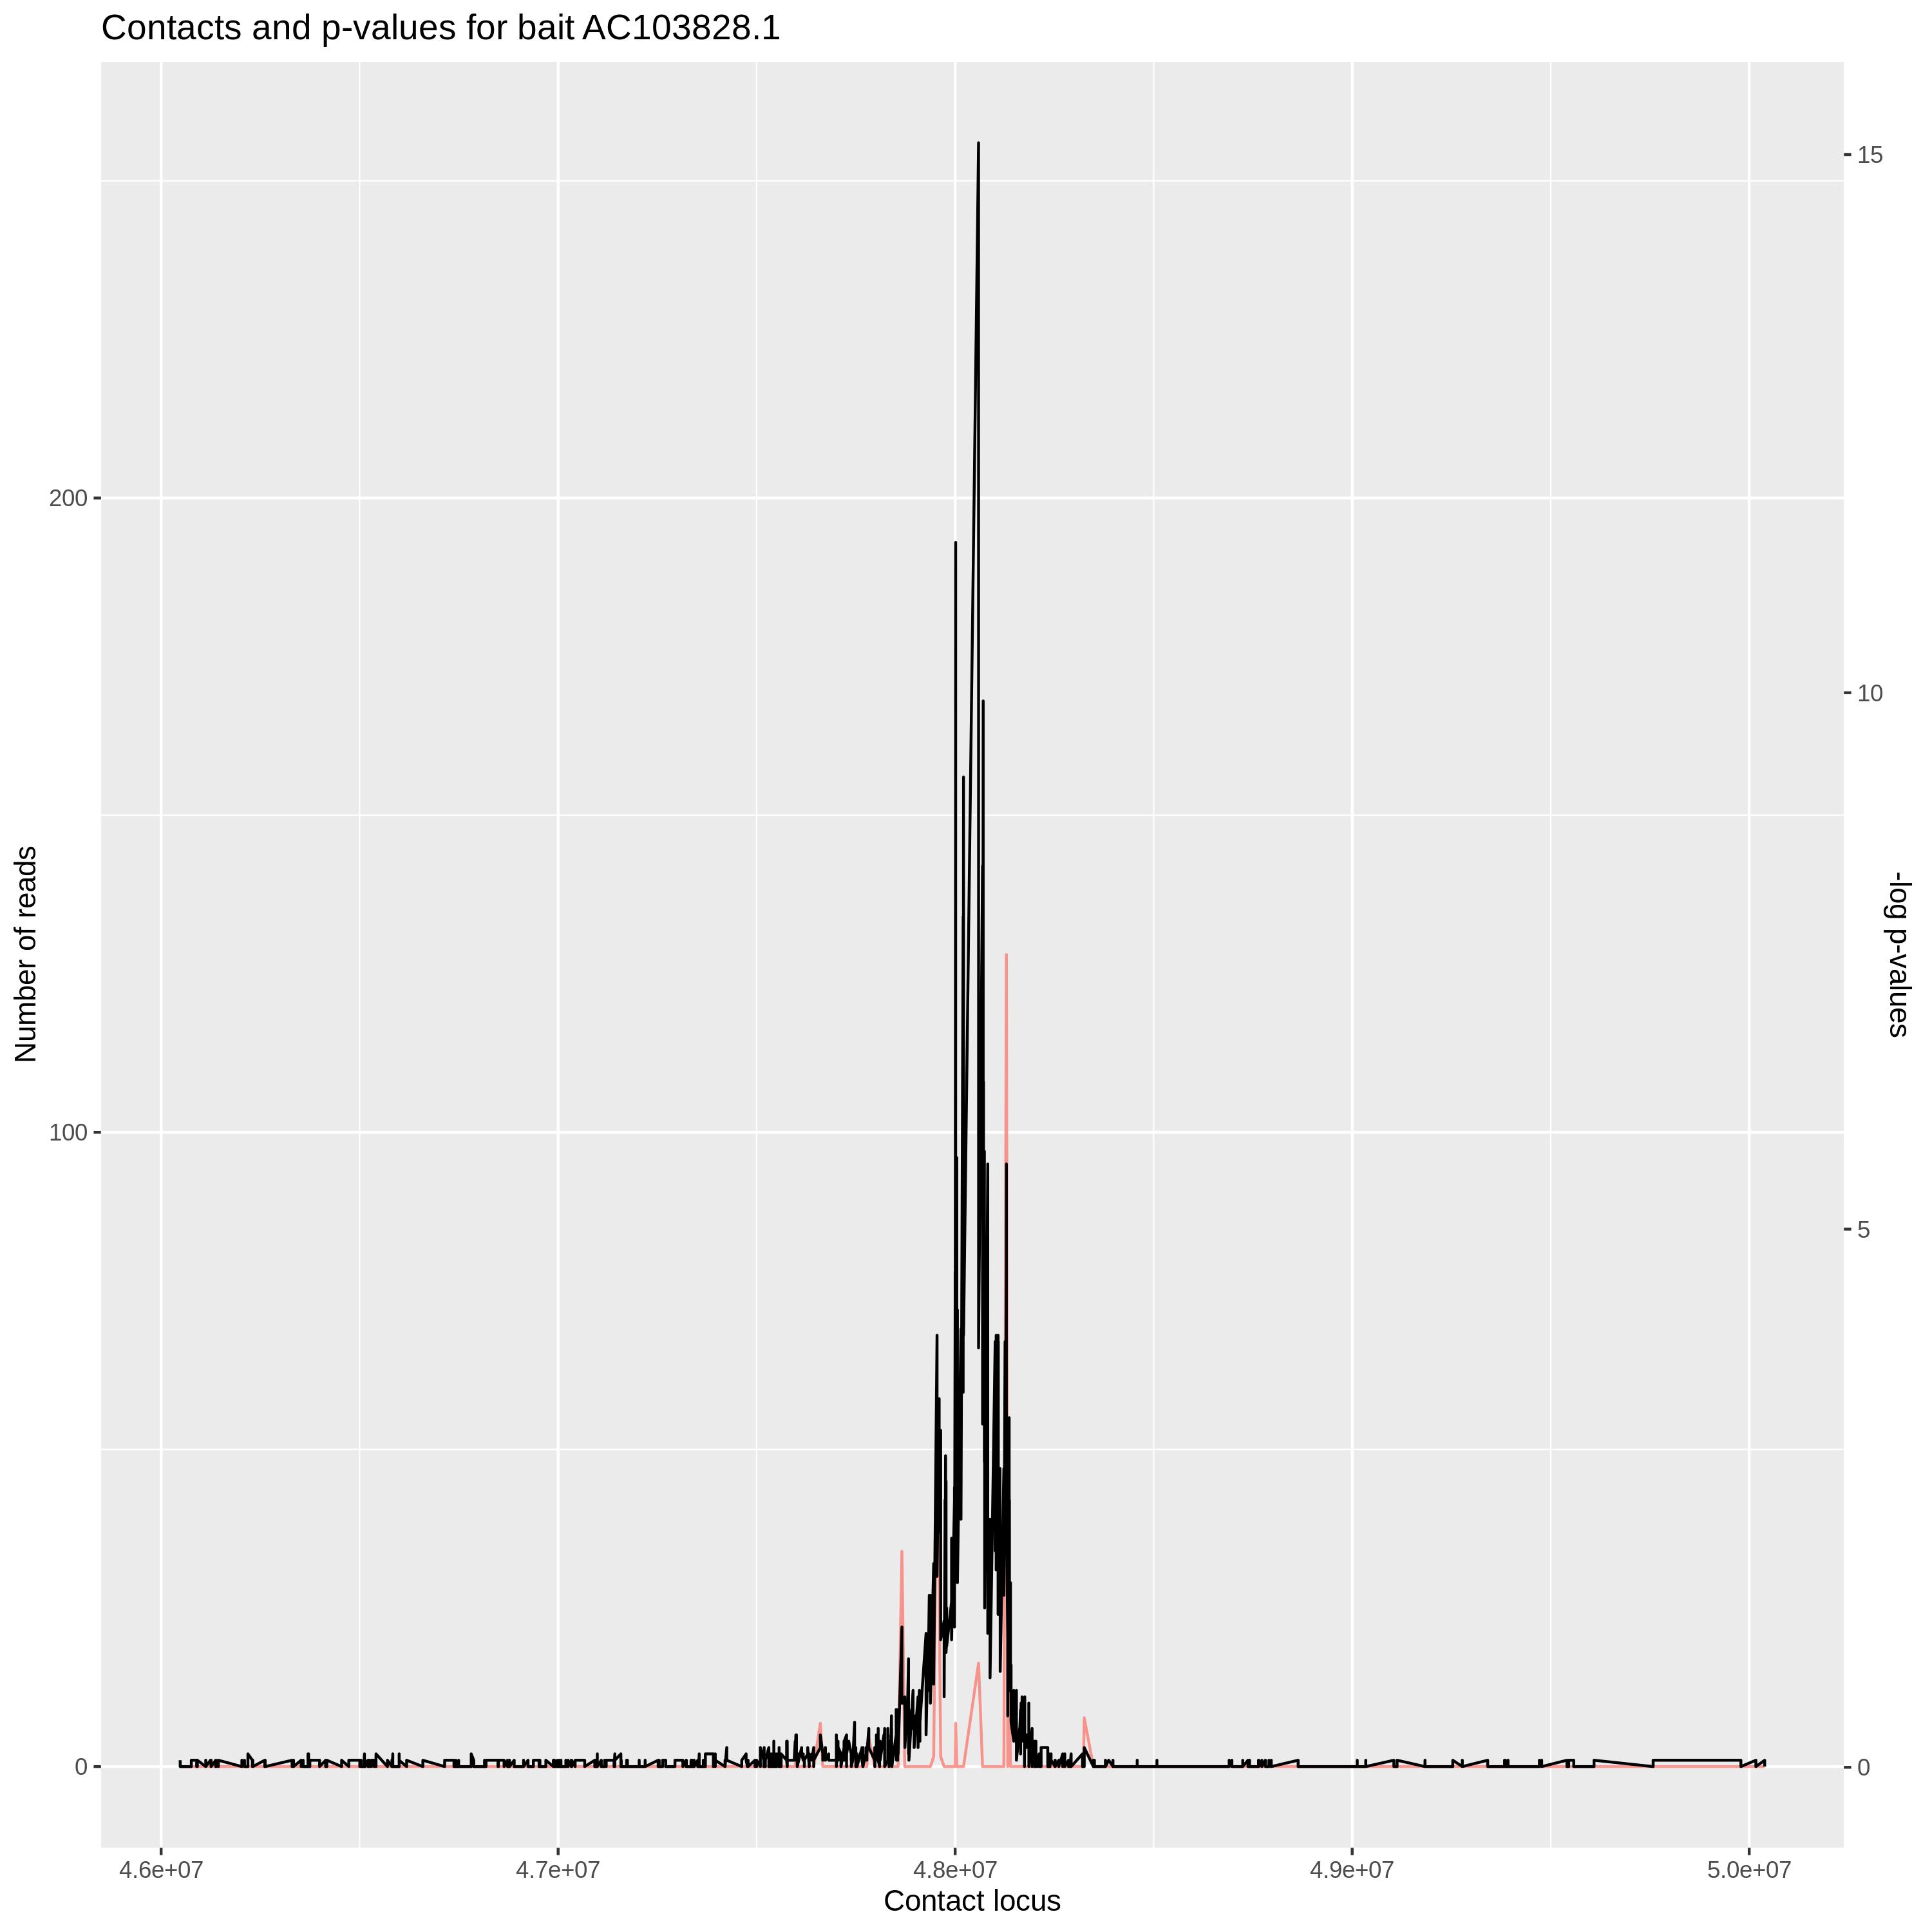 Contacts and p-values for bait AC103828.1
15
200
10
Number of reads
-log p-values
100
5
0
0
4.6e+07
4.7e+07
4.8e+07
4.9e+07
5.0e+07
Contact locus